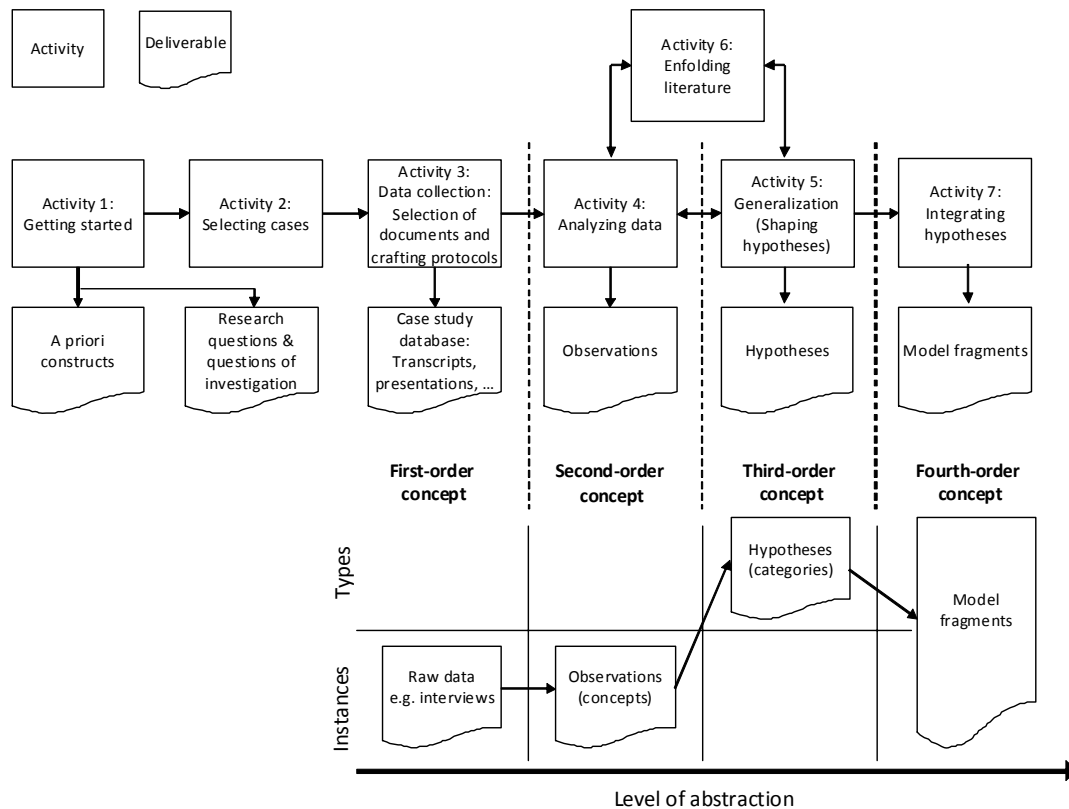 Activity
Deliverable
Activity 6:
Enfolding
literature
Activity 1:
Getting started
Activity 2:
Selecting cases
Activity 3:
Data collection:
Selection of
documents and
crafting protocols
Activity 4:
Analyzing data
Activity 5:
Generalization
(Shaping
hypotheses)
Activity 7:
Integrating
hypotheses
A priori
constructs
Research
questions &
questions of
investigation
Case study
database:
Transcripts,
presentations, ...
Observations
Hypotheses
Model fragments
First-order
concept
Second-order
concept
Third-order
concept
Fourth-order
concept
Types
Hypotheses
(categories)
Model
fragments
Instances
Raw data
e.g. interviews
Observations
(concepts)
Level of abstraction